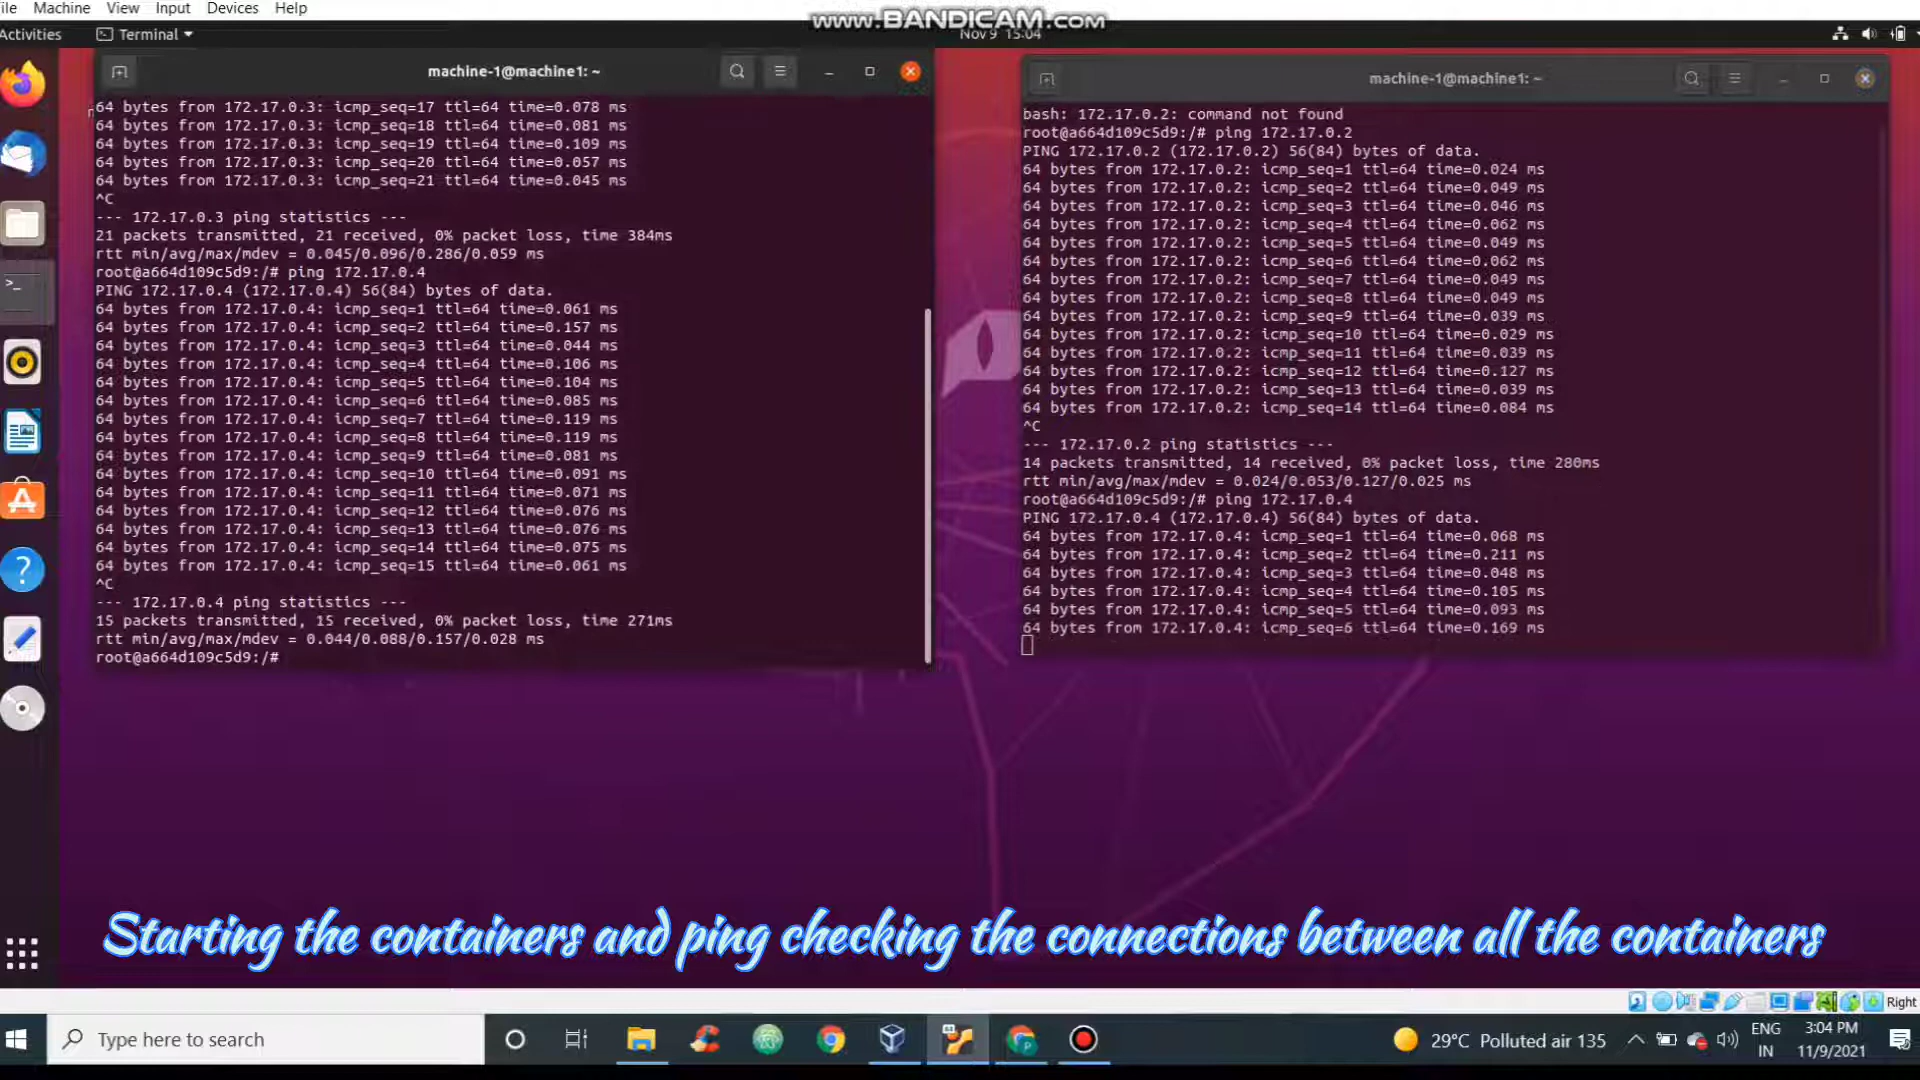 ile Machine View Input Devices Help
www.BANDICAM.com
Activities Terminal Nov 9 15:04
machine-1@machine1: ~
64 bytes from 172.17.0.3: icmp_seq=17 ttl=64 time=0.078 ms
64 bytes from 172.17.0.3: icmp_seq=18 ttl=64 time=0.081 ms
64 bytes from 172.17.0.3: icmp_seq=19 ttl=64 time=0.109 ms
64 bytes from 172.17.0.3: icmp_seq=20 ttl=64 time=0.057 ms
64 bytes from 172.17.0.3: icmp_seq=21 ttl=64 time=0.045 ms
^C
--- 172.17.0.3 ping statistics ---
21 packets transmitted, 21 received, 0% packet loss, time 384ms
rtt min/avg/max/mdev = 0.045/0.096/0.286/0.059 ms
root@a664d109c5d9:/# ping 172.17.0.4
PING 172.17.0.4 (172.17.0.4) 56(84) bytes of data.
64 bytes from 172.17.0.4: icmp_seq=1 ttl=64 time=0.061 ms
64 bytes from 172.17.0.4: icmp_seq=2 ttl=64 time=0.157 ms
64 bytes from 172.17.0.4: icmp_seq=3 ttl=64 time=0.044 ms
64 bytes from 172.17.0.4: icmp_seq=4 ttl=64 time=0.106 ms
64 bytes from 172.17.0.4: icmp_seq=5 ttl=64 time=0.104 ms
64 bytes from 172.17.0.4: icmp_seq=6 ttl=64 time=0.085 ms
64 bytes from 172.17.0.4: icmp_seq=7 ttl=64 time=0.119 ms
64 bytes from 172.17.0.4: icmp_seq=8 ttl=64 time=0.119 ms
64 bytes from 172.17.0.4: icmp_seq=9 ttl=64 time=0.081 ms
64 bytes from 172.17.0.4: icmp_seq=10 ttl=64 time=0.091 ms
64 bytes from 172.17.0.4: icmp_seq=11 ttl=64 time=0.071 ms
64 bytes from 172.17.0.4: icmp_seq=12 ttl=64 time=0.076 ms
64 bytes from 172.17.0.4: icmp_seq=13 ttl=64 time=0.076 ms
64 bytes from 172.17.0.4: icmp_seq=14 ttl=64 time=0.075 ms
64 bytes from 172.17.0.4: icmp_seq=15 ttl=64 time=0.061 ms
^C
--- 172.17.0.4 ping statistics ---
15 packets transmitted, 15 received, 0% packet loss, time 271ms
rtt min/avg/max/mdev = 0.044/0.088/0.157/0.028 ms
root@a664d109c5d9:/#
machine-1@machine1: ~
bash: 172.17.0.2: command not found
root@a664d109c5d9:/# ping 172.17.0.2
PING 172.17.0.2 (172.17.0.2) 56(84) bytes of data.
64 bytes from 172.17.0.2: icmp_seq=1 ttl=64 time=0.024 ms
64 bytes from 172.17.0.2: icmp_seq=2 ttl=64 time=0.049 ms
64 bytes from 172.17.0.2: icmp_seq=3 ttl=64 time=0.046 ms
64 bytes from 172.17.0.2: icmp_seq=4 ttl=64 time=0.062 ms
64 bytes from 172.17.0.2: icmp_seq=5 ttl=64 time=0.049 ms
64 bytes from 172.17.0.2: icmp_seq=6 ttl=64 time=0.062 ms
64 bytes from 172.17.0.2: icmp_seq=7 ttl=64 time=0.049 ms
64 bytes from 172.17.0.2: icmp_seq=8 ttl=64 time=0.049 ms
64 bytes from 172.17.0.2: icmp_seq=9 ttl=64 time=0.039 ms
64 bytes from 172.17.0.2: icmp_seq=10 ttl=64 time=0.029 ms
64 bytes from 172.17.0.2: icmp_seq=11 ttl=64 time=0.039 ms
64 bytes from 172.17.0.2: icmp_seq=12 ttl=64 time=0.127 ms
64 bytes from 172.17.0.2: icmp_seq=13 ttl=64 time=0.039 ms
64 bytes from 172.17.0.2: icmp_seq=14 ttl=64 time=0.084 ms
^C
--- 172.17.0.2 ping statistics ---
14 packets transmitted, 14 received, 0% packet loss, time 280ms
rtt min/avg/max/mdev = 0.024/0.053/0.127/0.025 ms
root@a664d109c5d9:/# ping 172.17.0.4
PING 172.17.0.4 (172.17.0.4) 56(84) bytes of data.
64 bytes from 172.17.0.4: icmp_seq=1 ttl=64 time=0.068 ms
64 bytes from 172.17.0.4: icmp_seq=2 ttl=64 time=0.211 ms
64 bytes from 172.17.0.4: icmp_seq=3 ttl=64 time=0.048 ms
64 bytes from 172.17.0.4: icmp_seq=4 ttl=64 time=0.105 ms
64 bytes from 172.17.0.4: icmp_seq=5 ttl=64 time=0.093 ms
64 bytes from 172.17.0.4: icmp_seq=6 ttl=64 time=0.169 ms
Starting the containers and ping checking the connections between all the containers
Right
Type here to search
29°C Polluted air 135
ENG
IN
3:04 PM
11/9/2021